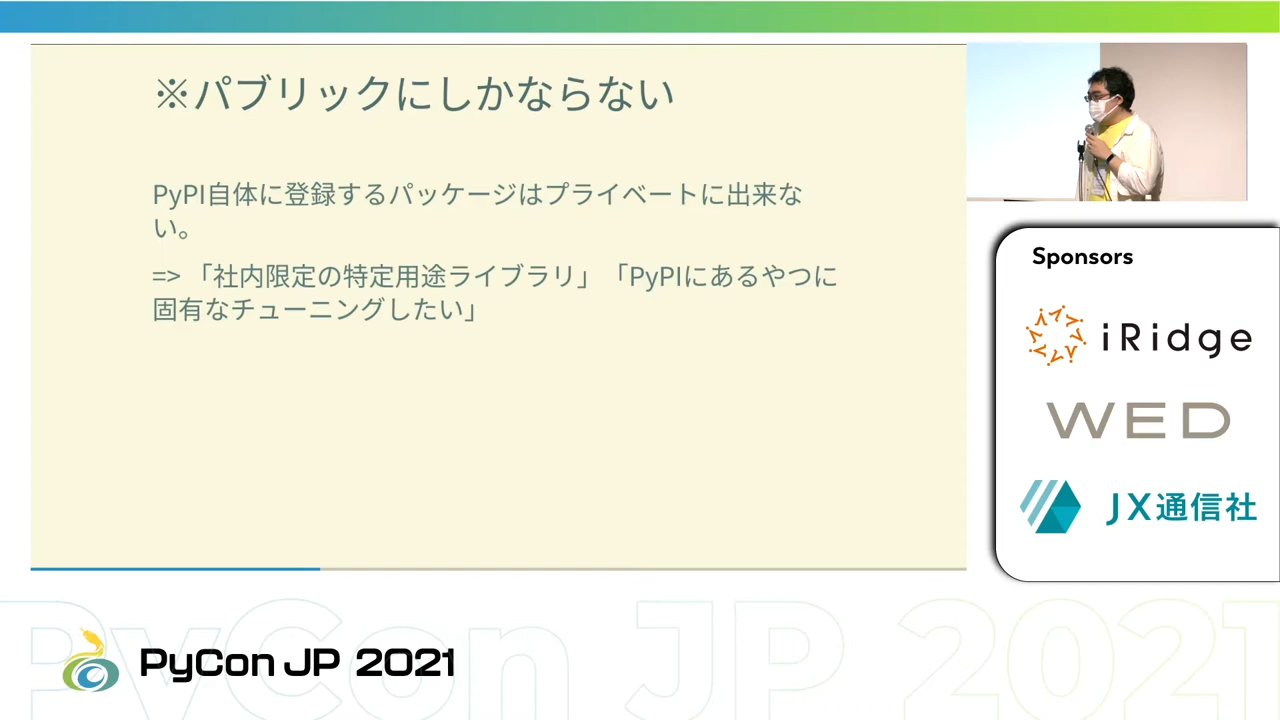 ※パブリックにしかならない
PyPI自体に登録するパッケージはプライベートに出来な
い。
=> 「社内限定の特定用途ライブラリ」「PyPIにあるやつに
固有なチューニングしたい」
Sponsors
iRidge
WED
JX通信社
PyCon JP 2021
PyCon JP 2021